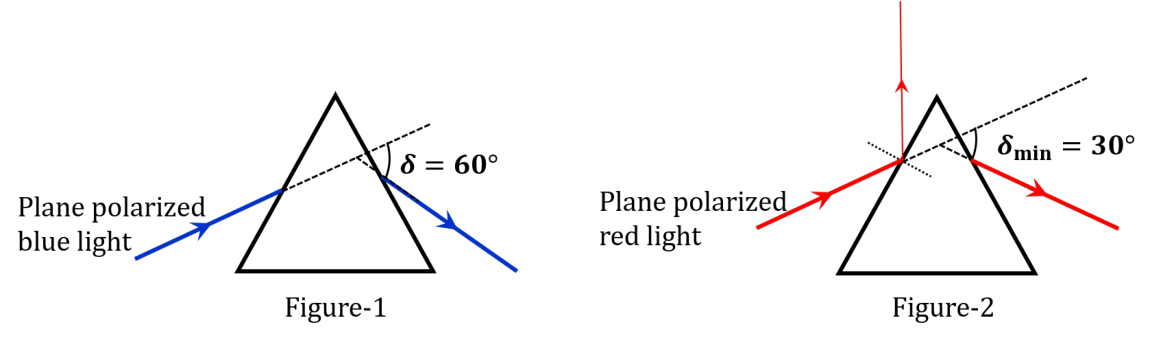 δ = 60°
Plane polarized
blue light
Figure-1
δmin = 30°
Plane polarized
red light
Figure-2